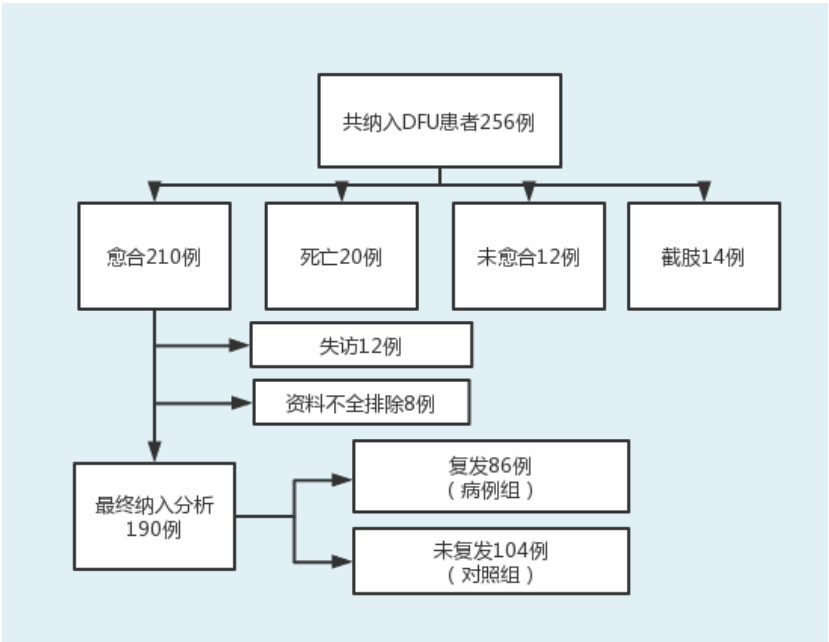 共纳入DFU患者256例
愈合210例
死亡20例
未愈合12例
截肢14例
失访12例
资料不全排除8例
最终纳入分析
190例
复发86例
（病例组）
未复发104例
（对照组）